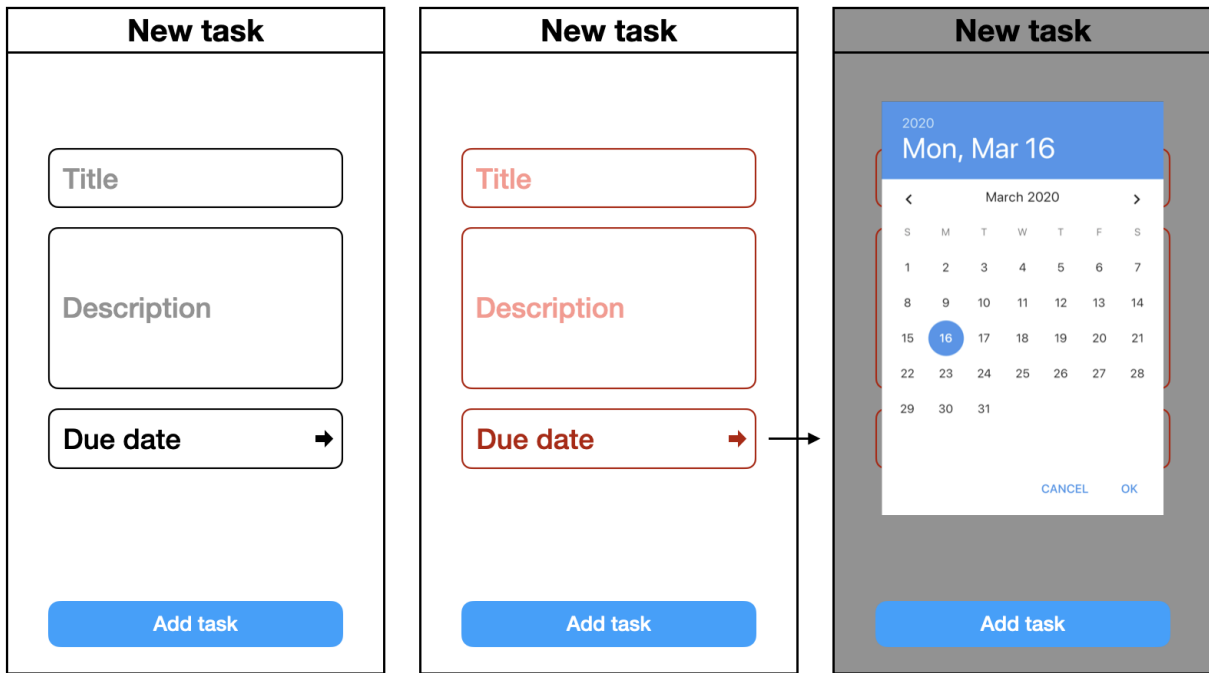 New task
Title
Description
Due date
Add task
New task
Title
Description
Due date
Add task
New task
2020
Mon, Mar 16
March 2020
S M T W T F S
1 2 3 4 5 6 7
8 9 10 11 12 13 14
15 16 17 18 19 20 21
22 23 24 25 26 27 28
29 30 31
CANCEL OK
Add task